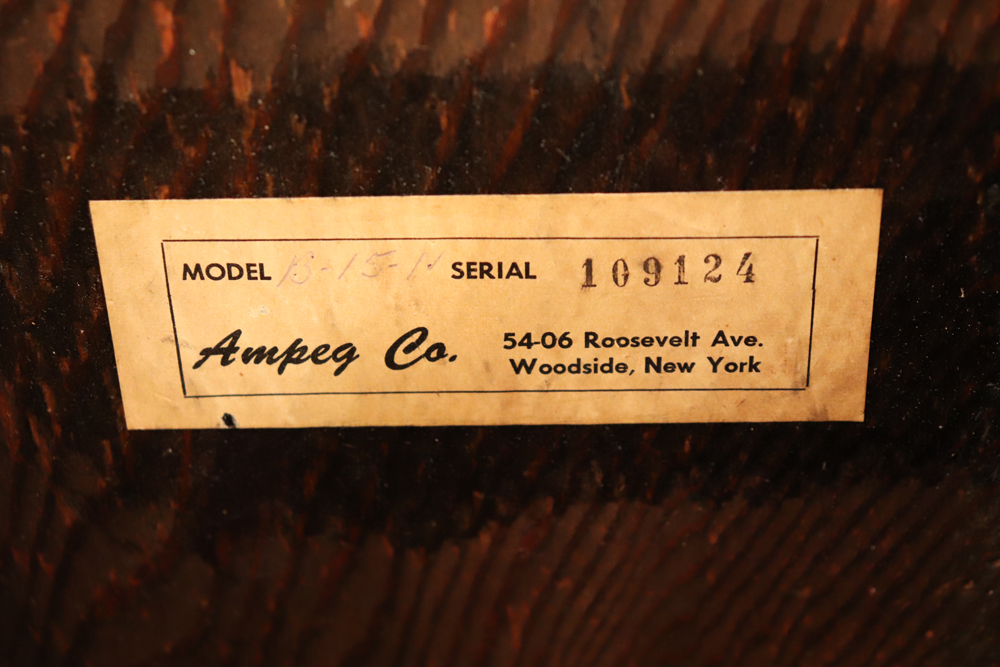 MODEL B-15-N SERIAL 109124
Ampeg Co.
54-06 Roosevelt Ave.
Woodside, New York